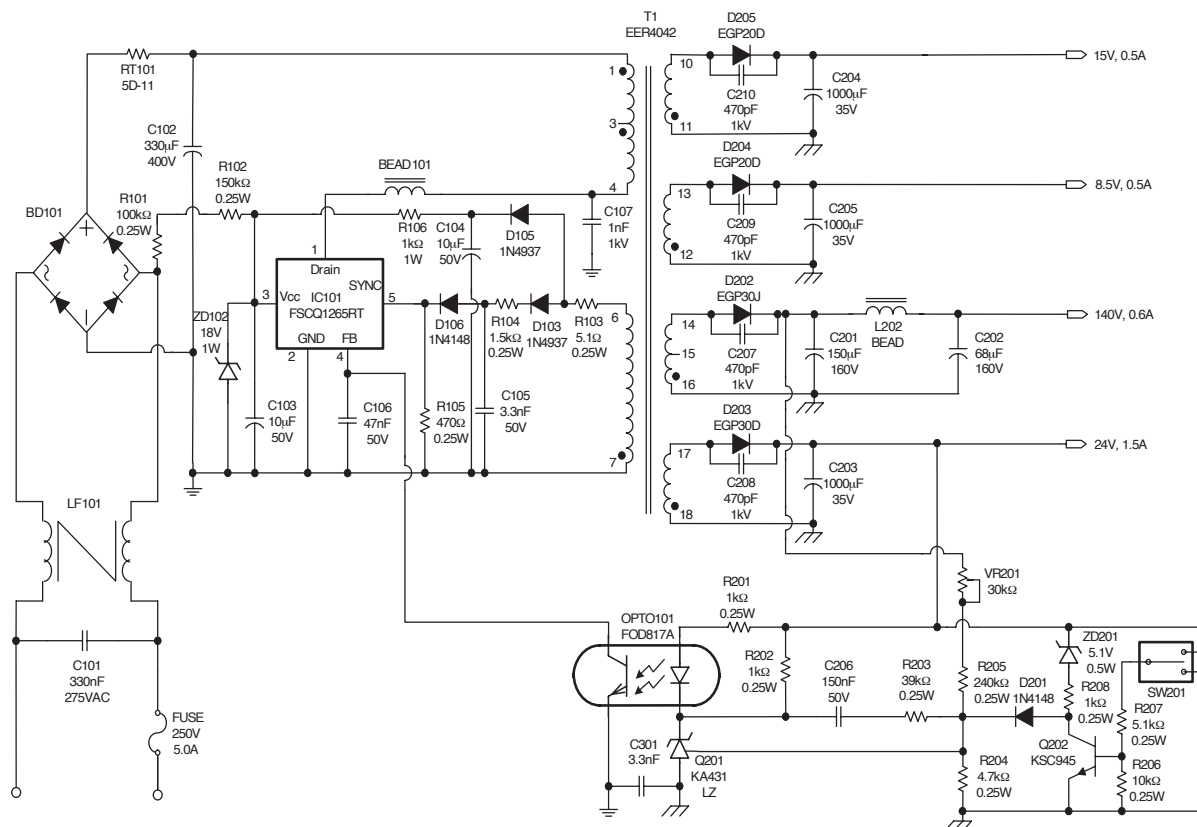 T1
EER4042
RT101
5D-11
C102
330μF
400V
BD101
R101
100kΩ
0.25W
R102
150kΩ
0.25W
BEAD101
1
3
4
R106
1kΩ
1W
C104
10μF
50V
D105
1N4937
C107
1nF
1kV
1
Drain
SYNC
3
Vcc
IC101
FSCQ1265RT
5
GND
FB
2
4
ZD102
18V
1W
D106
1N4148
R104
1.5kΩ
0.25W
D103
1N4937
R103
5.1Ω
0.25W
6
7
C103
10μF
50V
C106
47nF
50V
R105
470Ω
0.25W
C105
3.3nF
50V
LF101
C101
330nF
275VAC
FUSE
250V
5.0A
D205
EGP20D
10
C210
470pF
1kV
11
C204
1000μF
35V
15V, 0.5A
D204
EGP20D
13
C209
470pF
1kV
12
C205
1000μF
35V
8.5V, 0.5A
D202
EGP30J
14
15
16
C207
470pF
1kV
C201
150μF
160V
L202
BEAD
C202
68μF
160V
140V, 0.6A
D203
EGP30D
17
C208
470pF
1kV
18
C203
1000μF
35V
24V, 1.5A
VR201
30kΩ
OPTO101
FOD817A
R201
1kΩ
0.25W
R202
1kΩ
0.25W
C206
150nF
50V
R203
39kΩ
0.25W
R205
240kΩ
0.25W
ZD201
5.1V
0.5W
D201
1N4148
R208
1kΩ
0.25W
SW201
R207
5.1kΩ
0.25W
C301
3.3nF
Q201
KA431
LZ
R204
4.7kΩ
0.25W
Q202
KSC945
R206
10kΩ
0.25W